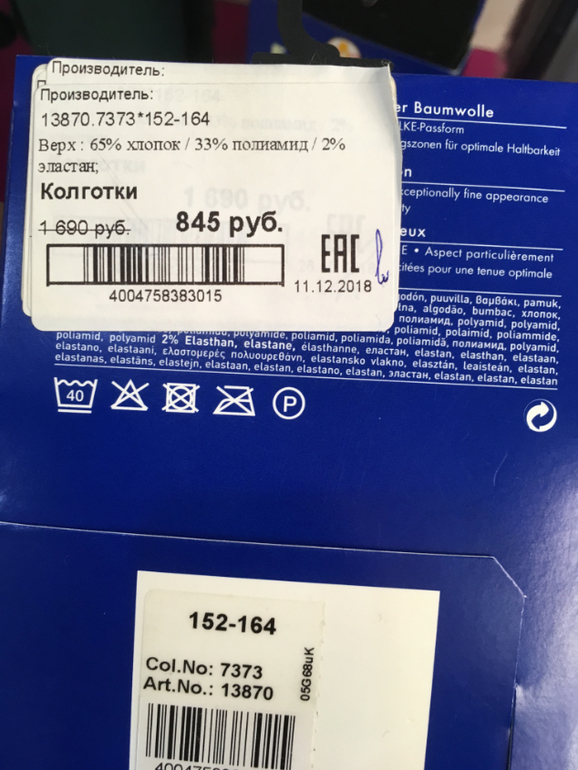 Производитель:
Производитель:
13870.7373*152-164
Верх : 65% хлопок / 33% полиамид / 2%
эластан;
Колготки
1 690 руб. 845 руб.
EAC
4004758383015
11.12.2018
er Baumwolle
LKE-Passform
gszonen für optimale Haltbarkeit
on
xceptionally fine appearance
ty
eux
E • Aspect particulièrement
citées pour une tenue optimale
godón, puuvilla, βαμβάκι, pamuk,
lna, algodão, bumbac, хлопок,
полиамид, polyamid, polyamid,
poliamid, polyamid 2% Elasthan, elastane, élasthanne, еластан, elastan, elastaan,
elastano, elastaani, ελαστομερές πολυουρεθάνη, elastansko vlakno, elasztán, leaisteán, elastan,
elastanas, elastāns, elastejn, elastaan, elastan, elastano, elastan, эластан, elastan, elastan, elastan
40
P
152-164
Col.No: 7373
Art.No.: 13870
05G68uK